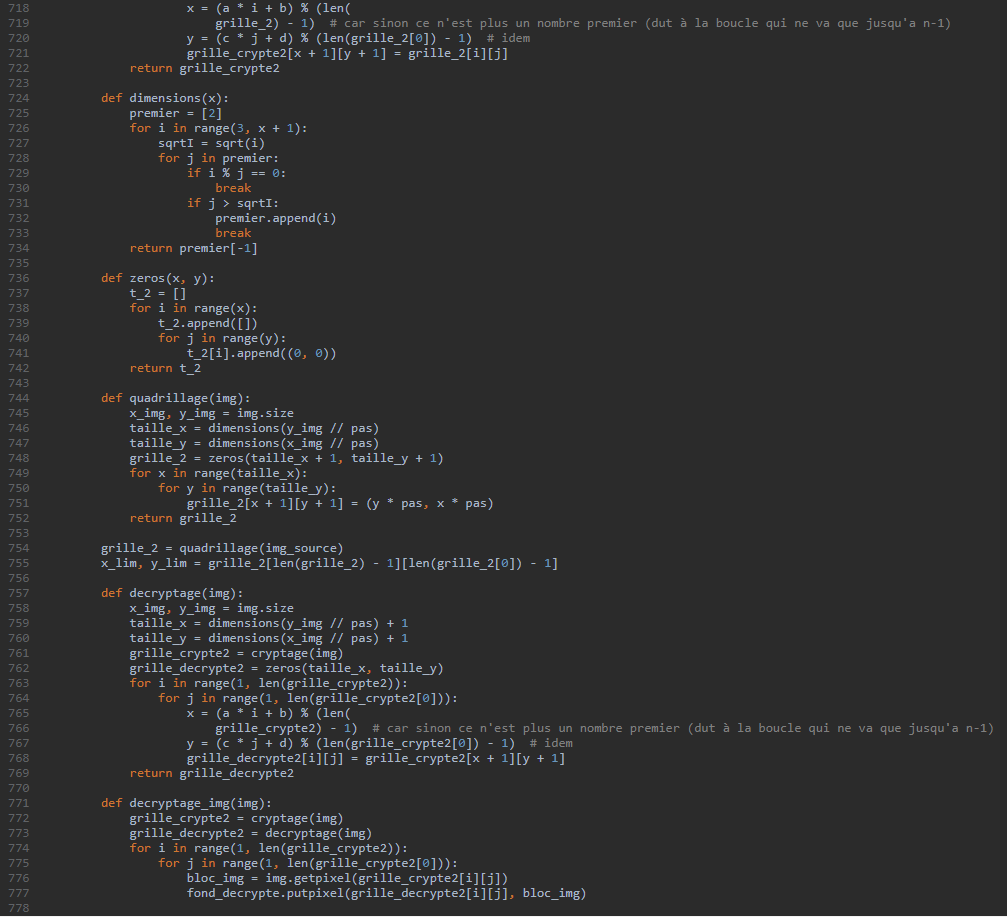 718 x = (a * i + b) % (len(
719 grille_2) - 1)  # car sinon ce n'est plus un nombre premier (dut à la boucle qui ne va que jusqu'a n-1)
720 y = (c * j + d) % (len(grille_2[0]) - 1)  # idem
721 grille_crypte2[x + 1][y + 1] = grille_2[i][j]
722 return grille_crypte2
723
724 def dimensions(x):
725 premier = [2]
726 for i in range(3, x + 1):
727 sqrtI = sqrt(i)
728 for j in premier:
729 if i % j == 0:
730 break
731 if j > sqrtI:
732 premier.append(i)
733 break
734 return premier[-1]
735
736 def zeros(x, y):
737 t_2 = []
738 for i in range(x):
739 t_2.append([])
740 for j in range(y):
741 t_2[i].append((0, 0))
742 return t_2
743
744 def quadrillage(img):
745 x_img, y_img = img.size
746 taille_x = dimensions(y_img // pas)
747 taille_y = dimensions(x_img // pas)
748 grille_2 = zeros(taille_x + 1, taille_y + 1)
749 for x in range(taille_x):
750 for y in range(taille_y):
751 grille_2[x + 1][y + 1] = (y * pas, x * pas)
752 return grille_2
753
754 grille_2 = quadrillage(img_source)
755 x_lim, y_lim = grille_2[len(grille_2) - 1][len(grille_2[0]) - 1]
756
757 def decryptage(img):
758 x_img, y_img = img.size
759 taille_x = dimensions(y_img // pas) + 1
760 taille_y = dimensions(x_img // pas) + 1
761 grille_crypte2 = cryptage(img)
762 grille_decrypte2 = zeros(taille_x, taille_y)
763 for i in range(1, len(grille_crypte2)):
764 for j in range(1, len(grille_crypte2[0])):
765 x = (a * i + b) % (len(
766 grille_crypte2) - 1)  # car sinon ce n'est plus un nombre premier (dut à la boucle qui ne va que jusqu'a n-1)
767 y = (c * j + d) % (len(grille_crypte2[0]) - 1)  # idem
768 grille_decrypte2[i][j] = grille_crypte2[x + 1][y + 1]
769 return grille_decrypte2
770
771 def decryptage_img(img):
772 grille_crypte2 = cryptage(img)
773 grille_decrypte2 = decryptage(img)
774 for i in range(1, len(grille_crypte2)):
775 for j in range(1, len(grille_crypte2[0])):
776 bloc_img = img.getpixel(grille_crypte2[i][j])
777 fond_decrypte.putpixel(grille_decrypte2[i][j], bloc_img)
778